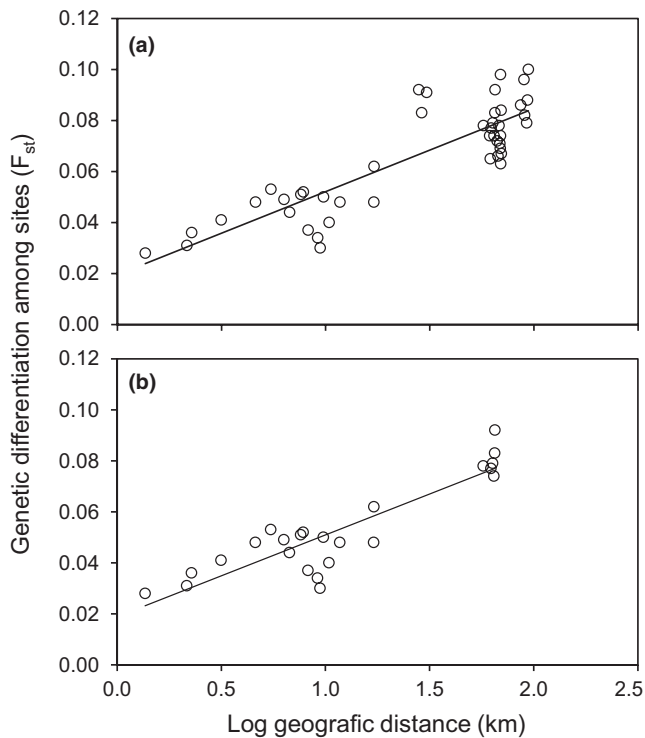 0.12
(a)
0.10
0.08
0.06
0.04
0.02
0.00
Genetic differentiation among sites (Fst)
0.12
(b)
0.10
0.08
0.06
0.04
0.02
0.00
0.0 0.5 1.0 1.5 2.0 2.5
Log geografic distance (km)